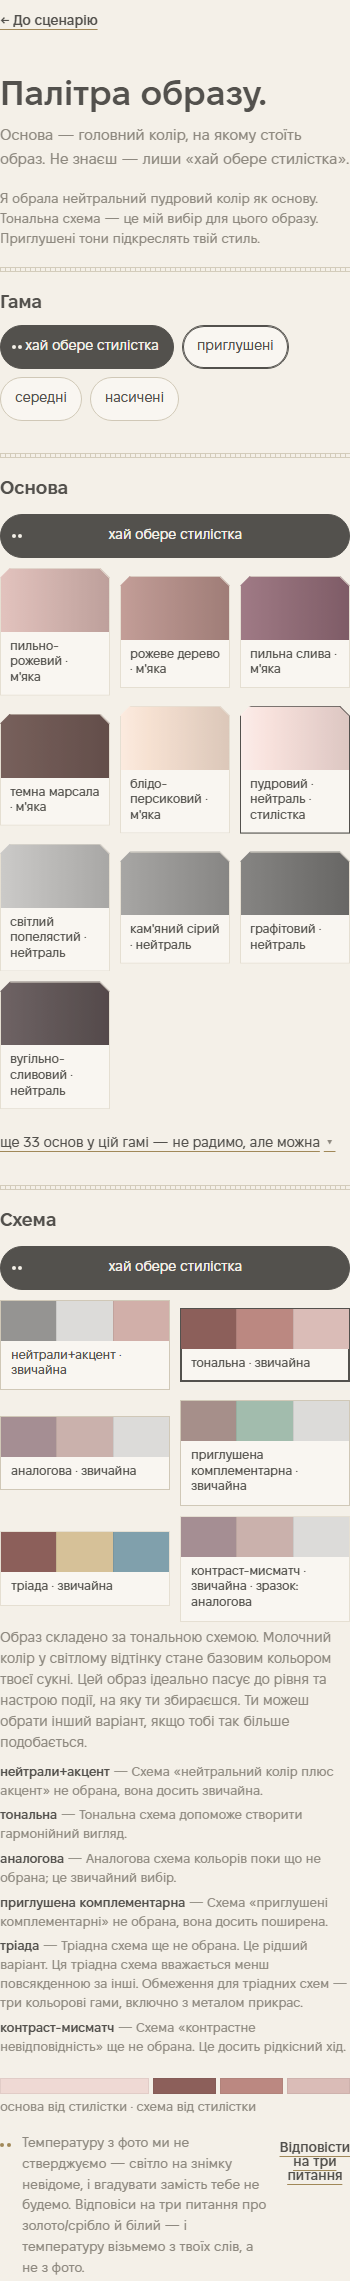 ← До сценарію
Палітра образу.
Основа — головний колір, на якому стоїть
образ. Не знаєш — лиши «хай обере стилістка».
Я обрала нейтральний пудровий колір як основу.
Тональна схема — це мій вибір для цього образу.
Приглушені тони підкреслять твій стиль.
Гама
хай обере стилістка
приглушені
середні
насичені
Основа
хай обере стилістка
пильно-
рожевий ·
м'яка
рожеве дерево
· м'яка
пильна слива ·
м'яка
темна марсала
· м'яка
блідо-
персиковий ·
м'яка
пудровий ·
нейтраль ·
стилістка
світлий
попелястий ·
нейтраль
кам'яний сірий
· нейтраль
графітовий ·
нейтраль
вугільно-
сливовий ·
нейтраль
ще 33 основ у цій гамі — не радимо, але можна ▾
Схема
хай обере стилістка
нейтрали+акцент ·
звичайна
тональна · звичайна
аналогова · звичайна
приглушена
комплементарна ·
звичайна
тріада · звичайна
контраст-мисматч ·
звичайна · зразок:
аналогова
Образ складено за тональною схемою. Молочний
колір у світлому відтінку стане базовим кольором
твоєї сукні. Цей образ ідеально пасує до рівня та
настрою події, на яку ти збираєшся. Ти можеш
обрати інший варіант, якщо тобі так більше
подобається.
нейтрали+акцент — Схема «нейтральний колір плюс
акцент» не обрана, вона досить звичайна.
тональна — Тональна схема допоможе створити
гармонійний вигляд.
аналогова — Аналогова схема кольорів поки що не
обрана; це звичайний вибір.
приглушена комплементарна — Схема «приглушені
комплементарні» не обрана, вона досить поширена.
тріада — Тріадна схема ще не обрана. Це рідший
варіант. Ця тріадна схема вважається менш
повсякденною за інші. Обмеження для тріадних схем —
три кольорові гами, включно з металом прикрас.
контраст-мисматч — Схема «контрастне
невідповідність» ще не обрана. Це досить рідкісний хід.
основа від стилістки · схема від стилістки
Температуру з фото ми не
стверджуємо — світло на знімку
невідоме, і вгадувати замість тебе не
будемо. Відповіси на три питання про
золото/срібло й білий — і
температуру візьмемо з твоїх слів, а
не з фото.
Відповісти
на три
питання